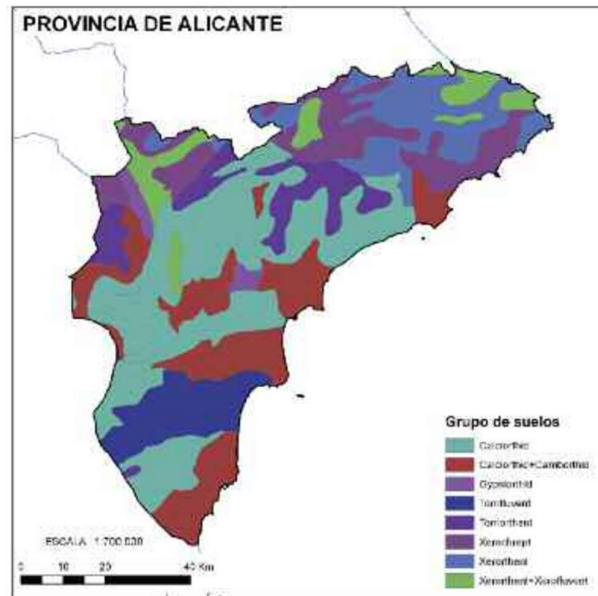 PROVINCIA DE ALICANTE
Grupo de suelos
Calciorthid
Calciorthid+Camborthid
Gypsiorthid
Torrifluvent
Torriorthent
Xerochrept
Xerorthent
Xerorthent+Xerofluvent
ESCALA 1:700.000
0 20 40 Km